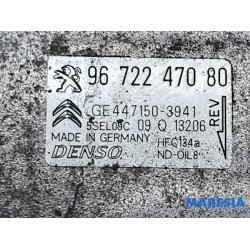 96 722 470 80
GE447150-3941
5SEL09C 09 Q 13206
MADE IN GERMANY HFC134a
DENSO ND-OIL8
REV
MARESIA